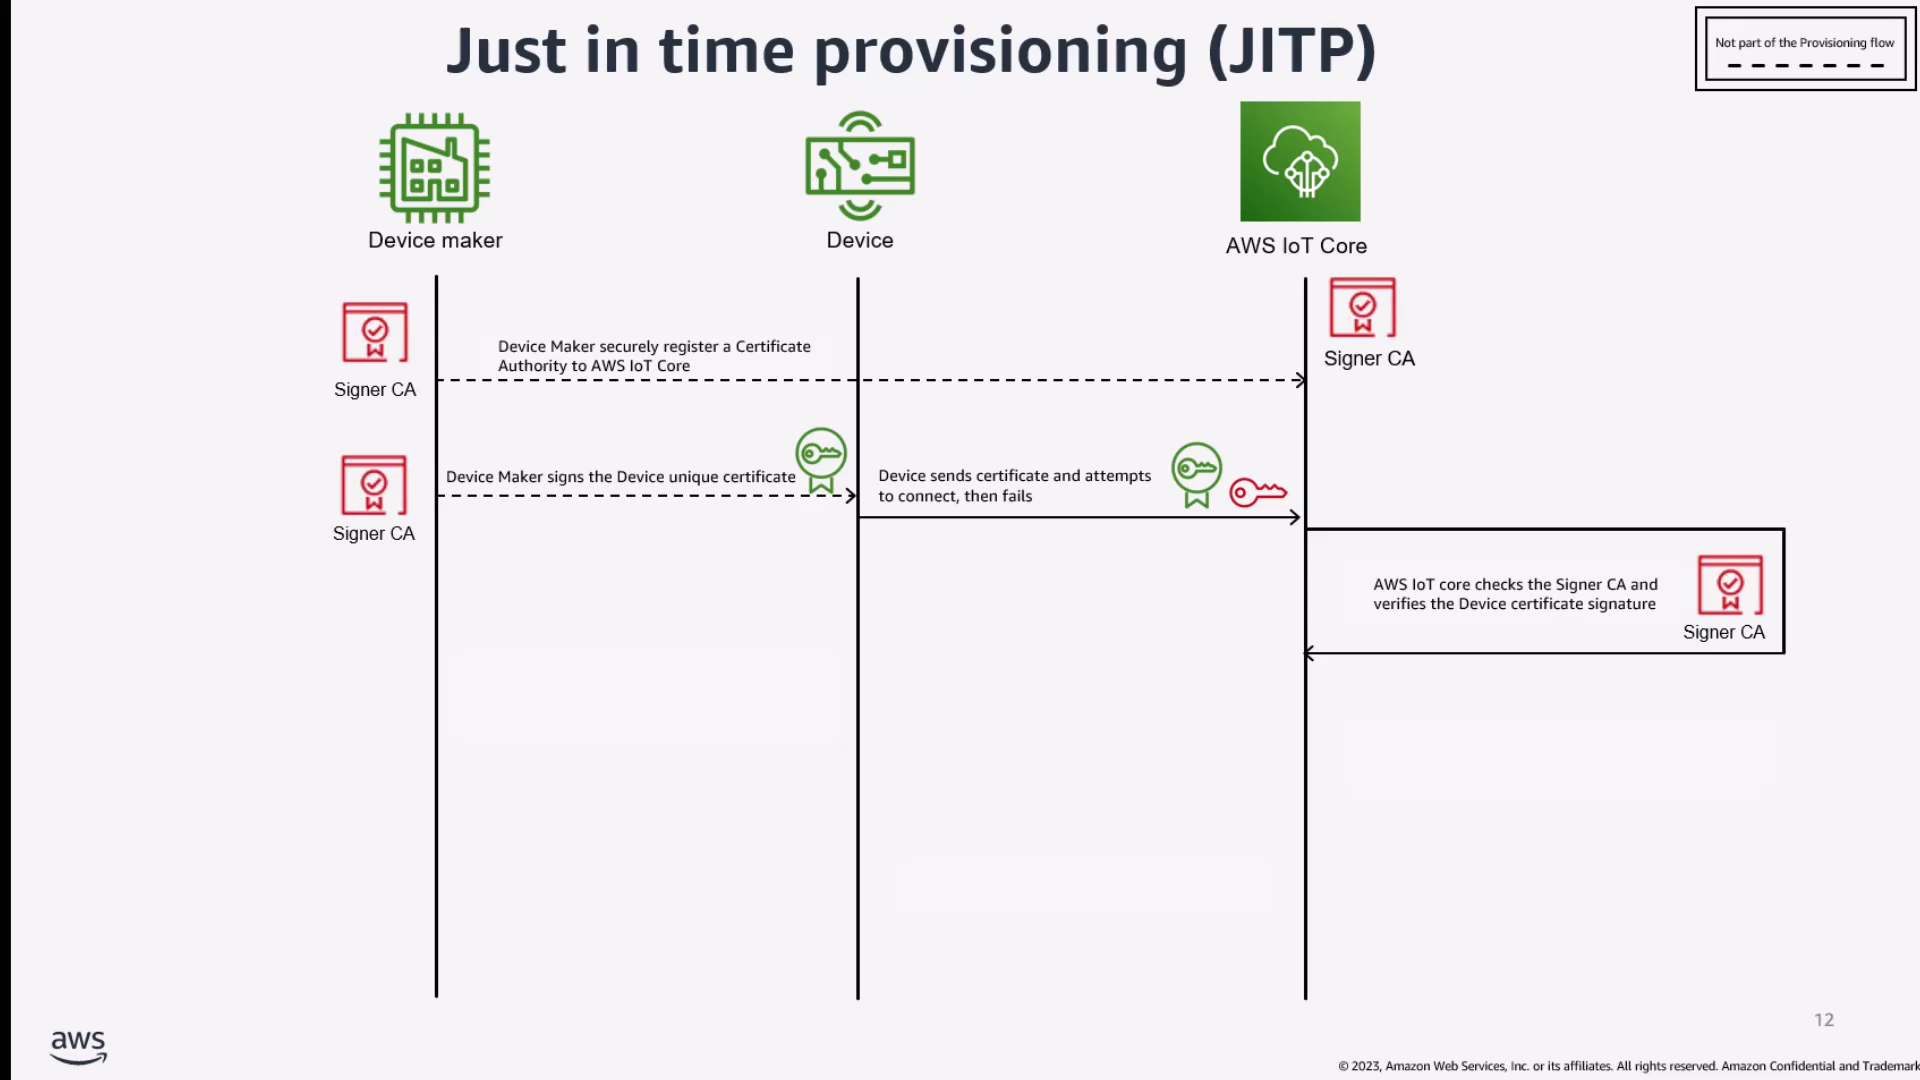 Just in time provisioning (JITP)
Not part of the Provisioning flow
Device maker
Device
AWS IoT Core
Signer CA
Device Maker securely register a Certificate
Authority to AWS IoT Core
Signer CA
Signer CA
Device Maker signs the Device unique certificate
Device sends certificate and attempts
to connect, then fails
AWS IoT core checks the Signer CA and
verifies the Device certificate signature
Signer CA
12
aws
© 2023, Amazon Web Services, Inc. or its affiliates. All rights reserved. Amazon Confidential and Trademark